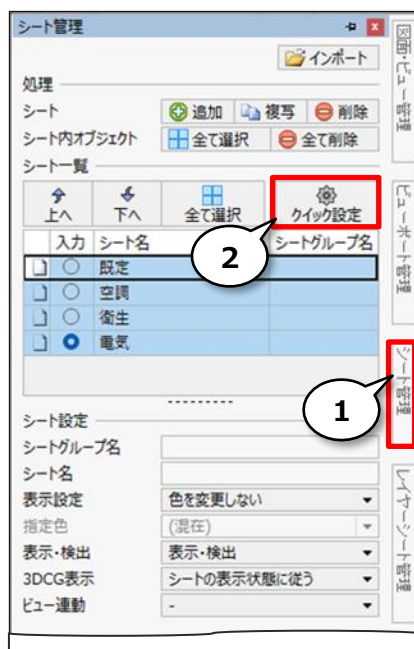 シート管理
インポート
処理
シート 追加 複写 削除
シート内オブジェクト 全て選択 全て削除
シート一覧
上へ 下へ 全て選択 クイック設定
入力 シート名 シートグループ名
既定
空調
衛生
電気
2
1
シート設定
シートグループ名
シート名
表示設定 色を変更しない
指定色 (混在)
表示・検出 表示・検出
3DCG表示 シートの表示状態に従う
ビュー連動 -
図面・ビュー管理
ビューポート管理
シート管理
レイヤーシート管理